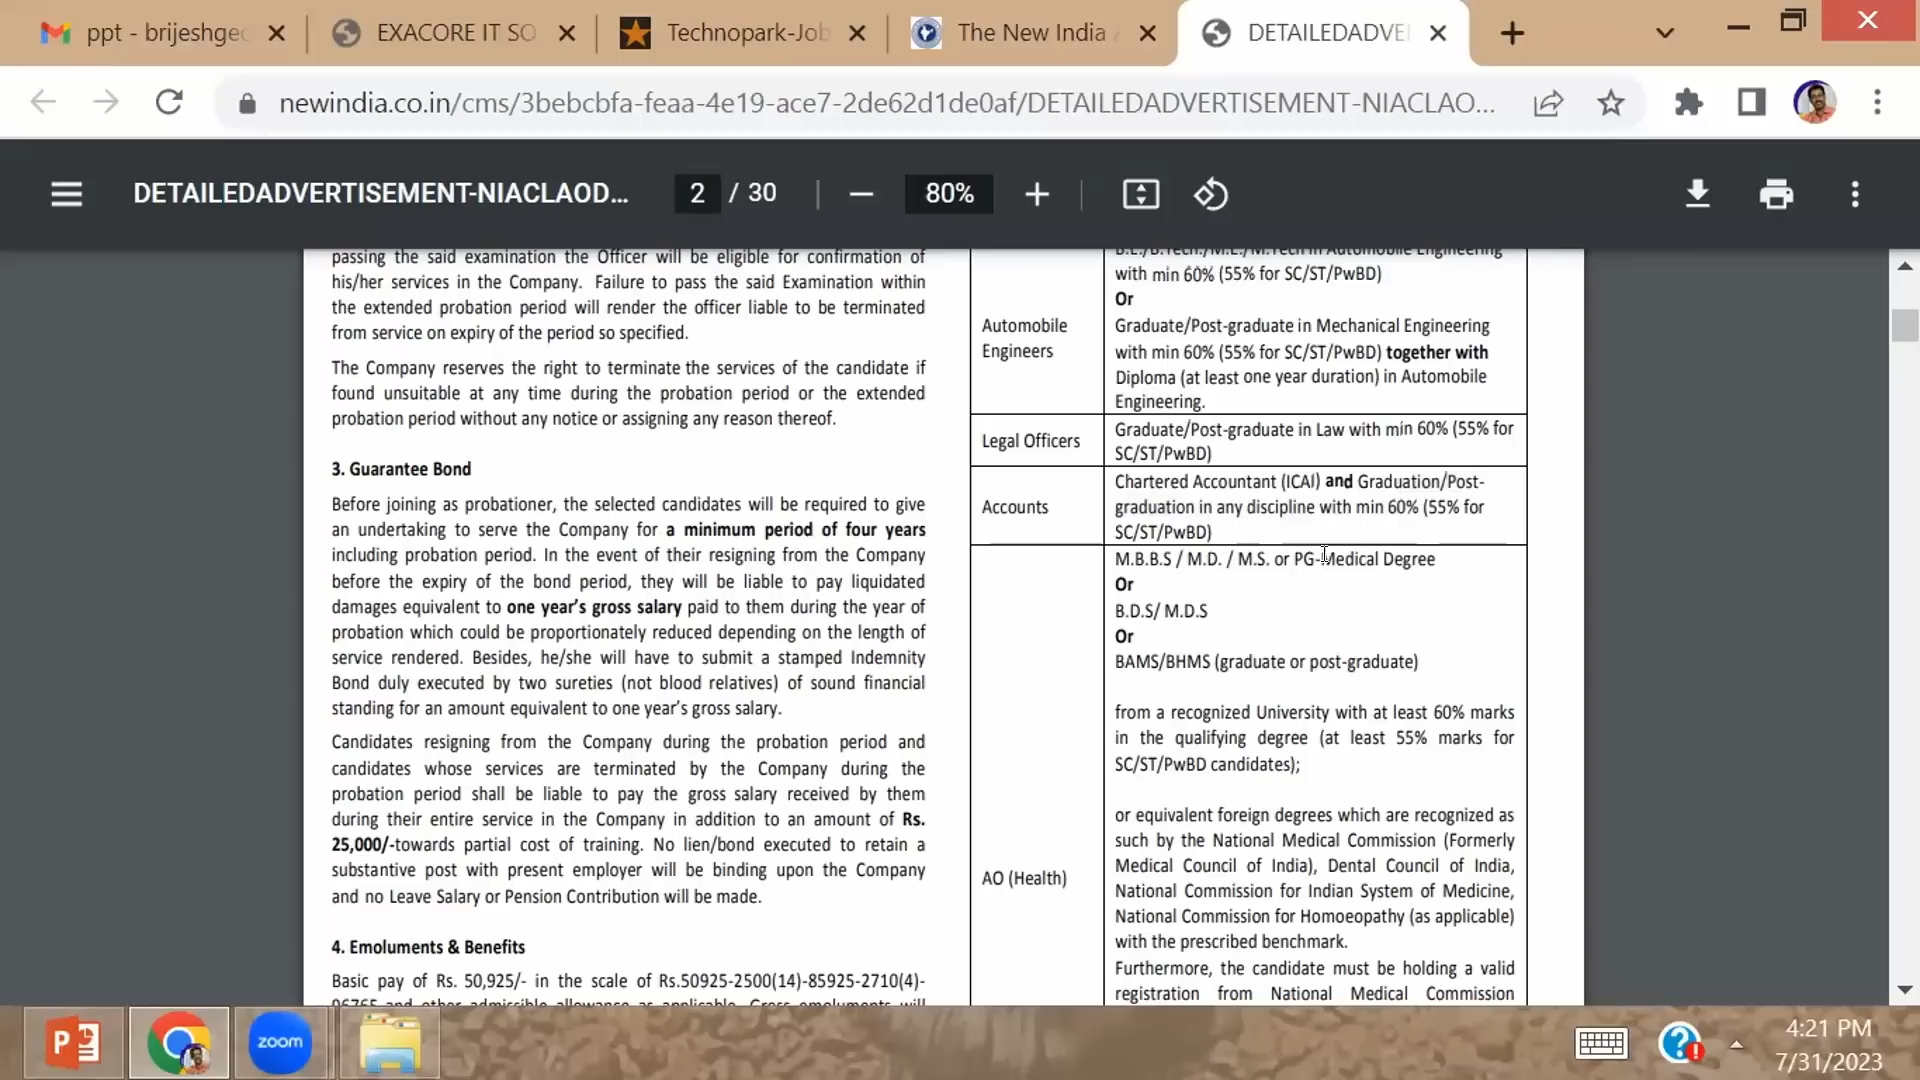 ppt - brijeshged
EXACORE IT SO
Technopark-Job
The New India
DETAILEDADVE
newindia.co.in/cms/3bebcbfa-feaa-4e19-ace7-2de62d1de0af/DETAILEDADVERTISEMENT-NIACLAO...
DETAILEDADVERTISEMENT-NIACLAOD...
2 / 30
80%
passing the said examination the Officer will be eligible for confirmation of
his/her services in the Company. Failure to pass the said Examination within
the extended probation period will render the officer liable to be terminated
from service on expiry of the period so specified.
The Company reserves the right to terminate the services of the candidate if
found unsuitable at any time during the probation period or the extended
probation period without any notice or assigning any reason thereof.
3. Guarantee Bond
Before joining as probationer, the selected candidates will be required to give
an undertaking to serve the Company for a minimum period of four years
including probation period. In the event of their resigning from the Company
before the expiry of the bond period, they will be liable to pay liquidated
damages equivalent to one year's gross salary paid to them during the year of
probation which could be proportionately reduced depending on the length of
service rendered. Besides, he/she will have to submit a stamped Indemnity
Bond duly executed by two sureties (not blood relatives) of sound financial
standing for an amount equivalent to one year's gross salary.
Candidates resigning from the Company during the probation period and
candidates whose services are terminated by the Company during the
probation period shall be liable to pay the gross salary received by them
during their entire service in the Company in addition to an amount of Rs.
25,000/-towards partial cost of training. No lien/bond executed to retain a
substantive post with present employer will be binding upon the Company
and no Leave Salary or Pension Contribution will be made.
4. Emoluments & Benefits
Basic pay of Rs. 50,925/- in the scale of Rs.50925-2500(14)-85925-2710(4)-
96765 and other admissible allowance as applicable. Gross emoluments will
B.E./B.Tech./M.E./M.Tech in Automobile Engineering
with min 60% (55% for SC/ST/PwBD)
Or
Automobile
Engineers
Graduate/Post-graduate in Mechanical Engineering
with min 60% (55% for SC/ST/PwBD) together with
Diploma (at least one year duration) in Automobile
Engineering.
Legal Officers
Graduate/Post-graduate in Law with min 60% (55% for
SC/ST/PwBD)
Accounts
Chartered Accountant (ICAI) and Graduation/Post-
graduation in any discipline with min 60% (55% for
SC/ST/PwBD)
AO (Health)
M.B.B.S / M.D. / M.S. or PG-Medical Degree
Or
B.D.S/ M.D.S
Or
BAMS/BHMS (graduate or post-graduate)
from a recognized University with at least 60% marks
in the qualifying degree (at least 55% marks for
SC/ST/PwBD candidates);
or equivalent foreign degrees which are recognized as
such by the National Medical Commission (Formerly
Medical Council of India), Dental Council of India,
National Commission for Indian System of Medicine,
National Commission for Homoeopathy (as applicable)
with the prescribed benchmark.
Furthermore, the candidate must be holding a valid
registration from National Medical Commission
zoom
4:21 PM
7/31/2023